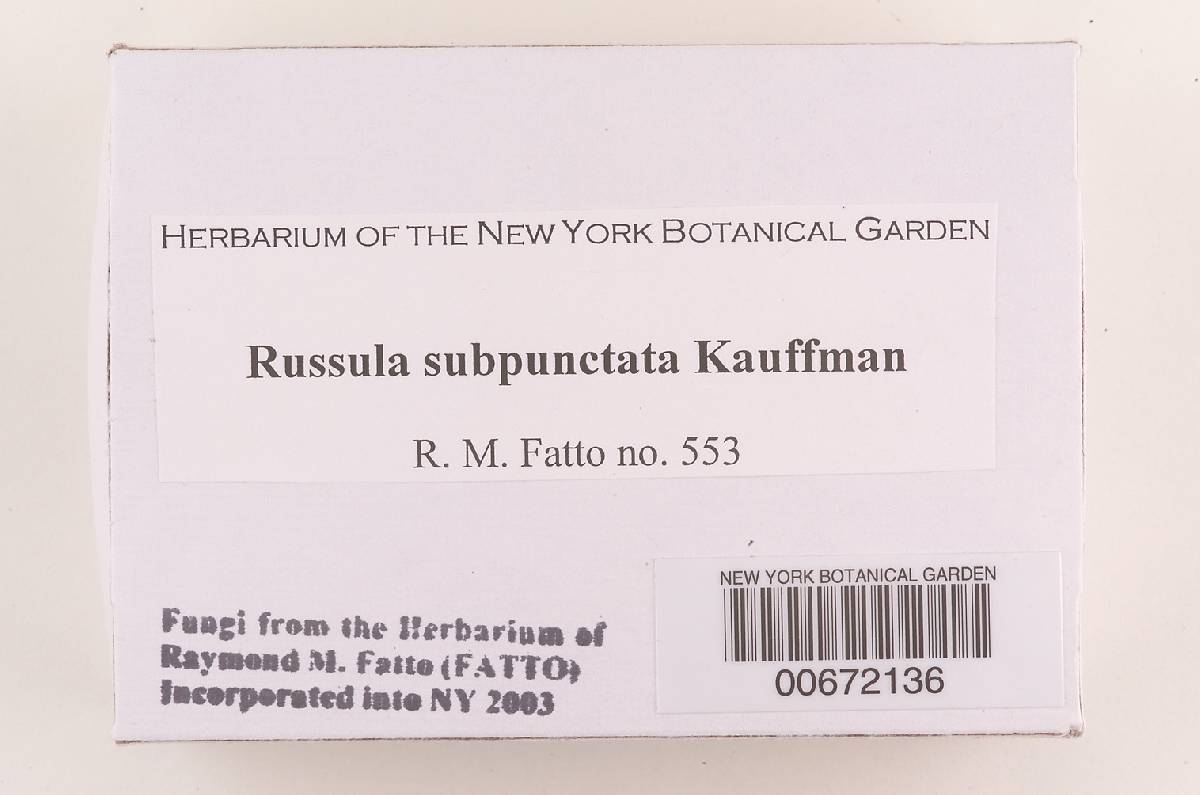 HERBARIUM OF THE NEW YORK BOTANICAL GARDEN
Russula subpunctata Kauffman
R. M. Fatto no. 553
Fungi from the Herbarium of
Raymond M. Fatto (FATTO)
Incorporated into NY 2003
NEW YORK BOTANICAL GARDEN
00672136